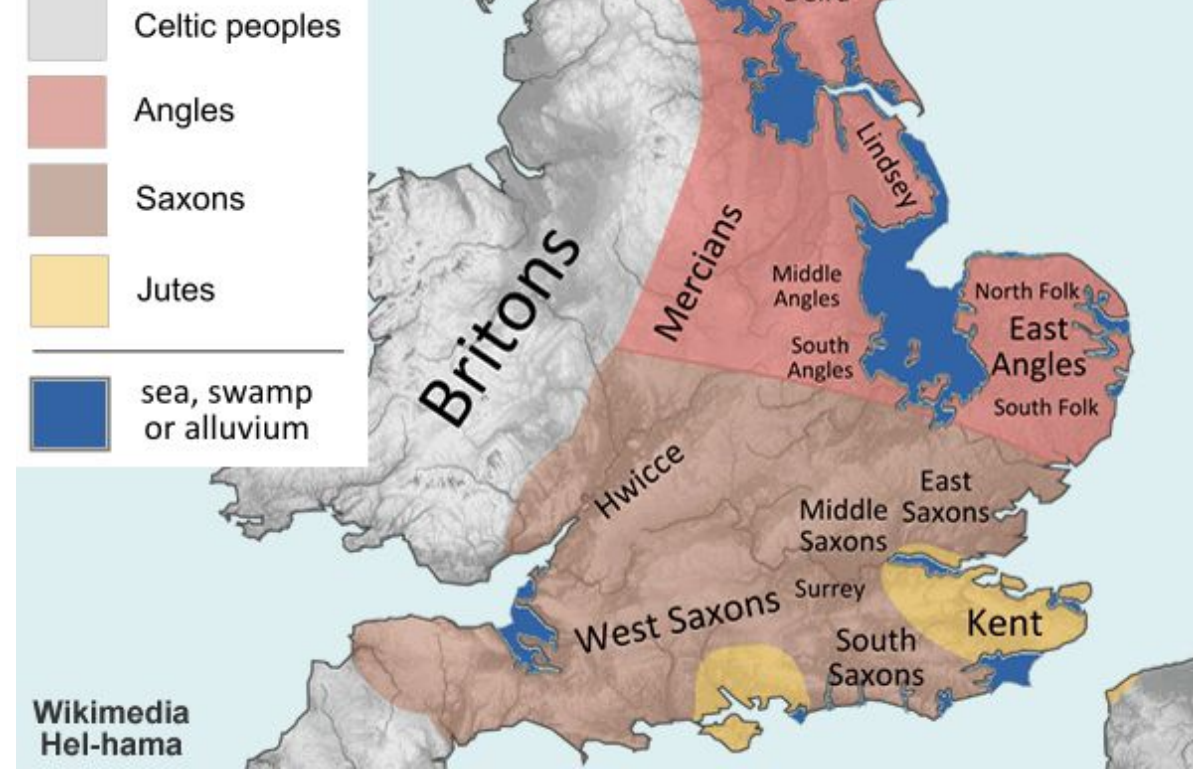 Celtic peoples
Angles
Saxons
Jutes
sea, swamp
or alluvium
Lindsey
Mercians
Middle
Angles
North Folk
East
Angles
South Folk
South
Angles
Britons
Hwicce
East
Saxons
Middle
Saxons
Surrey
West Saxons
Kent
South
Saxons
Wikimedia
Hel-hama